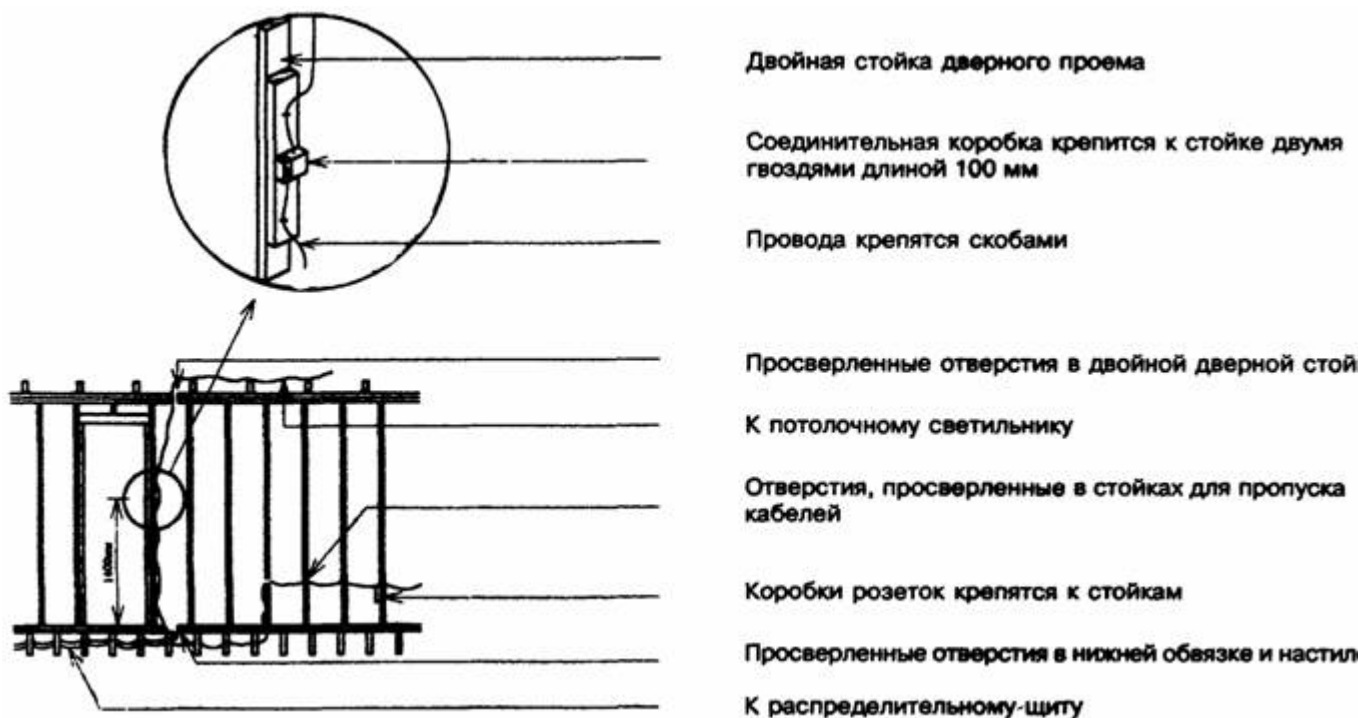 Двойная стойка дверного проема
Соединительная коробка крепится к стойке двумя
гвоздями длиной 100 мм
Провода крепятся скобами
Просверленные отверстия в двойной дверной стой
К потолочному светильнику
Отверстия, просверленные в стойках для пропуска
кабелей
1400мм
Коробки розеток крепятся к стойкам
Просверленные отверстия в нижней обвязке и настил
К распределительному-щиту